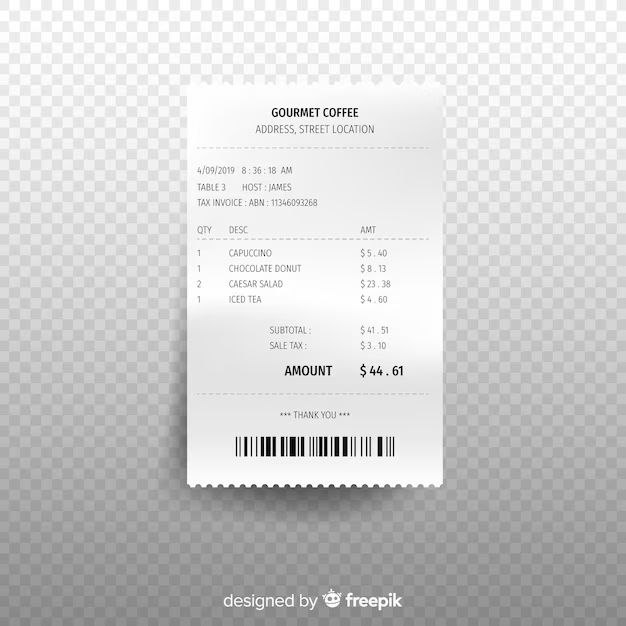 GOURMET COFFEE
ADDRESS, STREET LOCATION
4/09/2019 8 : 36 : 18 AM
TABLE 3 HOST : JAMES
TAX INVOICE : ABN : 11346093268
QTY DESC AMT
1 CAPUCCINO $ 5 . 40
1 CHOCOLATE DONUT $ 8 . 13
2 CAESAR SALAD $ 23 . 38
1 ICED TEA $ 4 . 60
SUBTOTAL : $ 41 . 51
SALE TAX : $ 3 . 10
AMOUNT $ 44 . 61
*** THANK YOU ***
designed by freepik